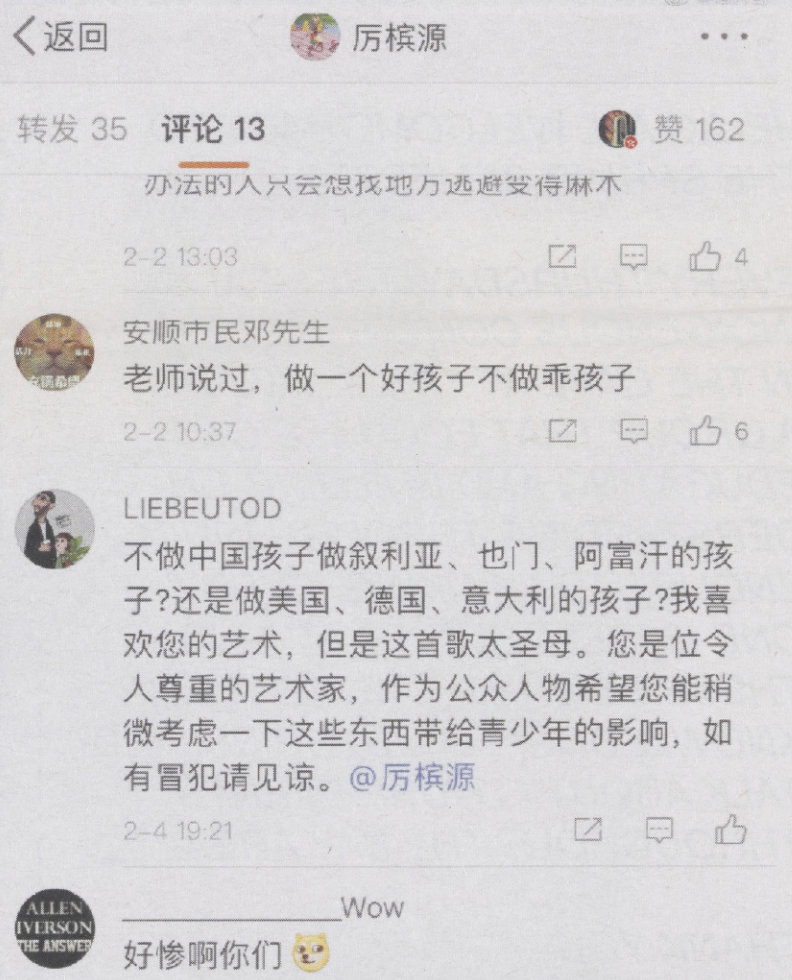 返回
厉槟源
转发 35 评论 13 赞 162
办法的人只会想找地方逃避变得麻木
2-2 13:03
4
安顺市民邓先生
老师说过，做一个好孩子不做乖孩子
2-2 10:37
6
LIEBEUTOD
不做中国孩子做叙利亚、也门、阿富汗的孩
子?还是做美国、德国、意大利的孩子?我喜
欢您的艺术，但是这首歌太圣母。您是位令
人尊重的艺术家，作为公众人物希望您能稍
微考虑一下这些东西带给青少年的影响，如
有冒犯请见谅。@厉槟源
2-4 19:21
ALLEN
IVERSON
THE ANSWER
_______________Wow
好惨啊你们